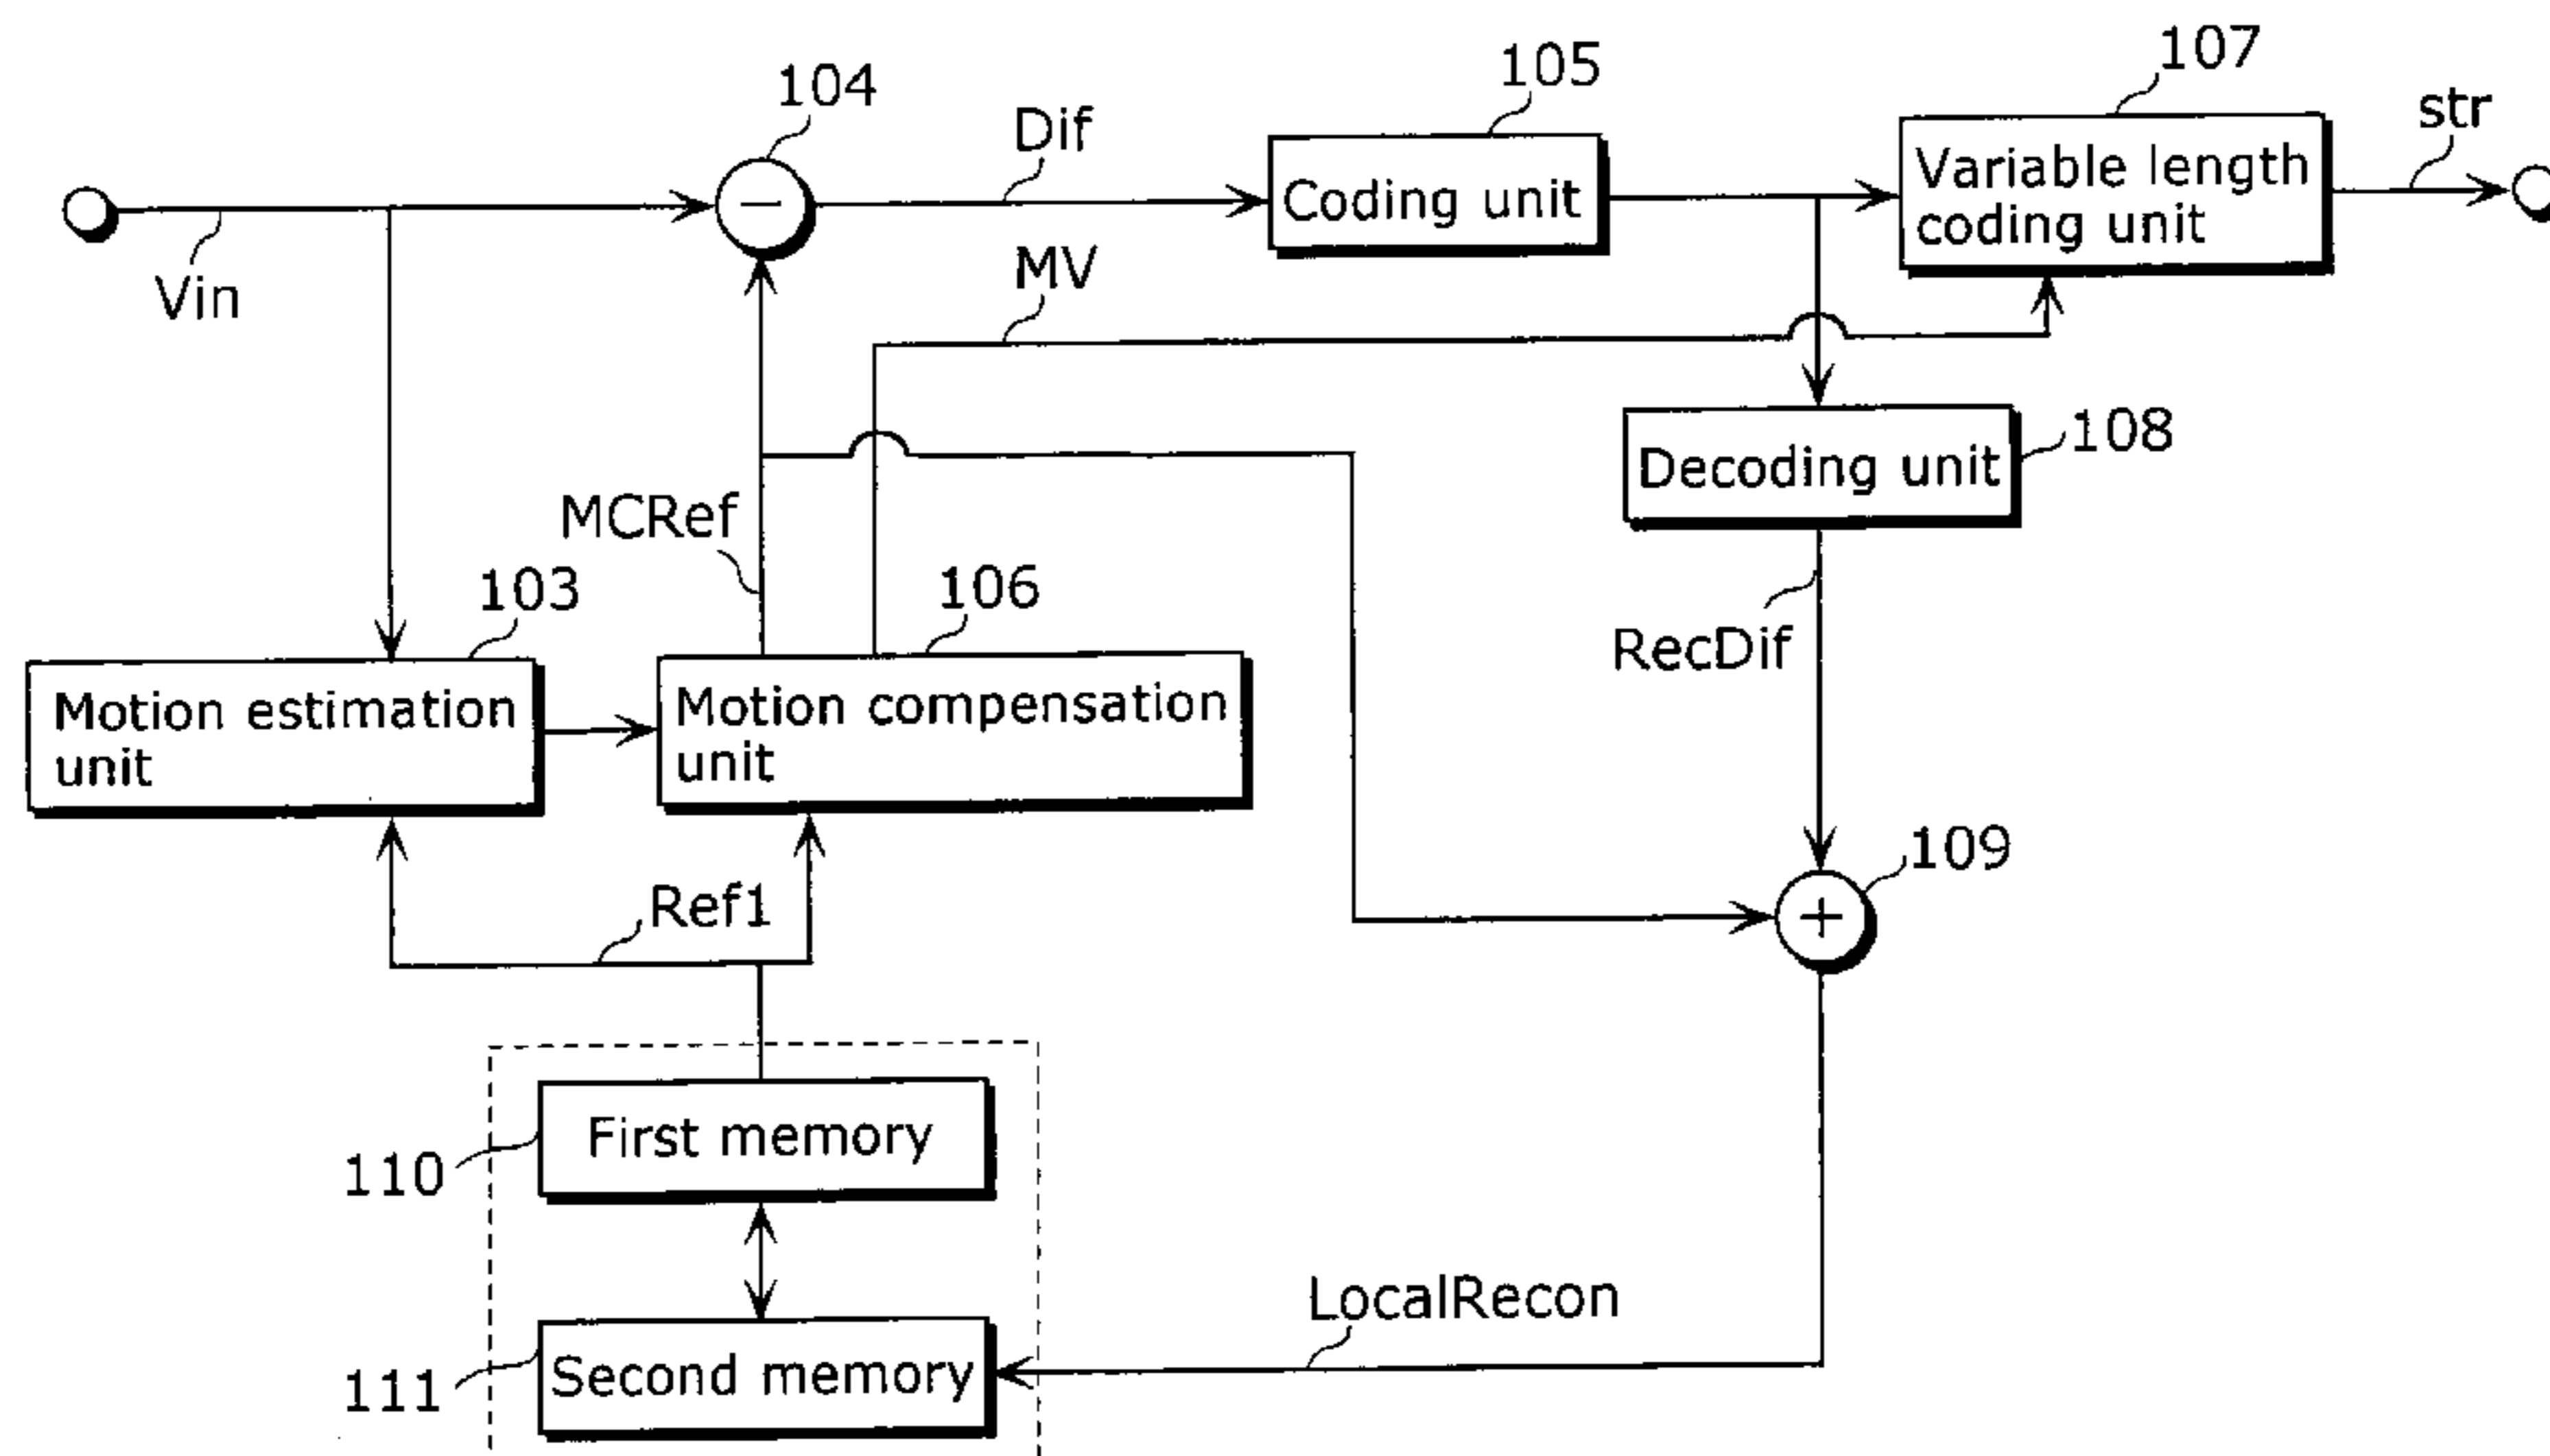 107
105
104
str
Dif
Variable length
coding unit
Coding unit
−
Vin
MV
108
Decoding unit
MCRef
103
106
RecDif
Motion estimation
unit
Motion compensation
unit
109
Ref1
+
First memory
110
LocalRecon
Second memory
111